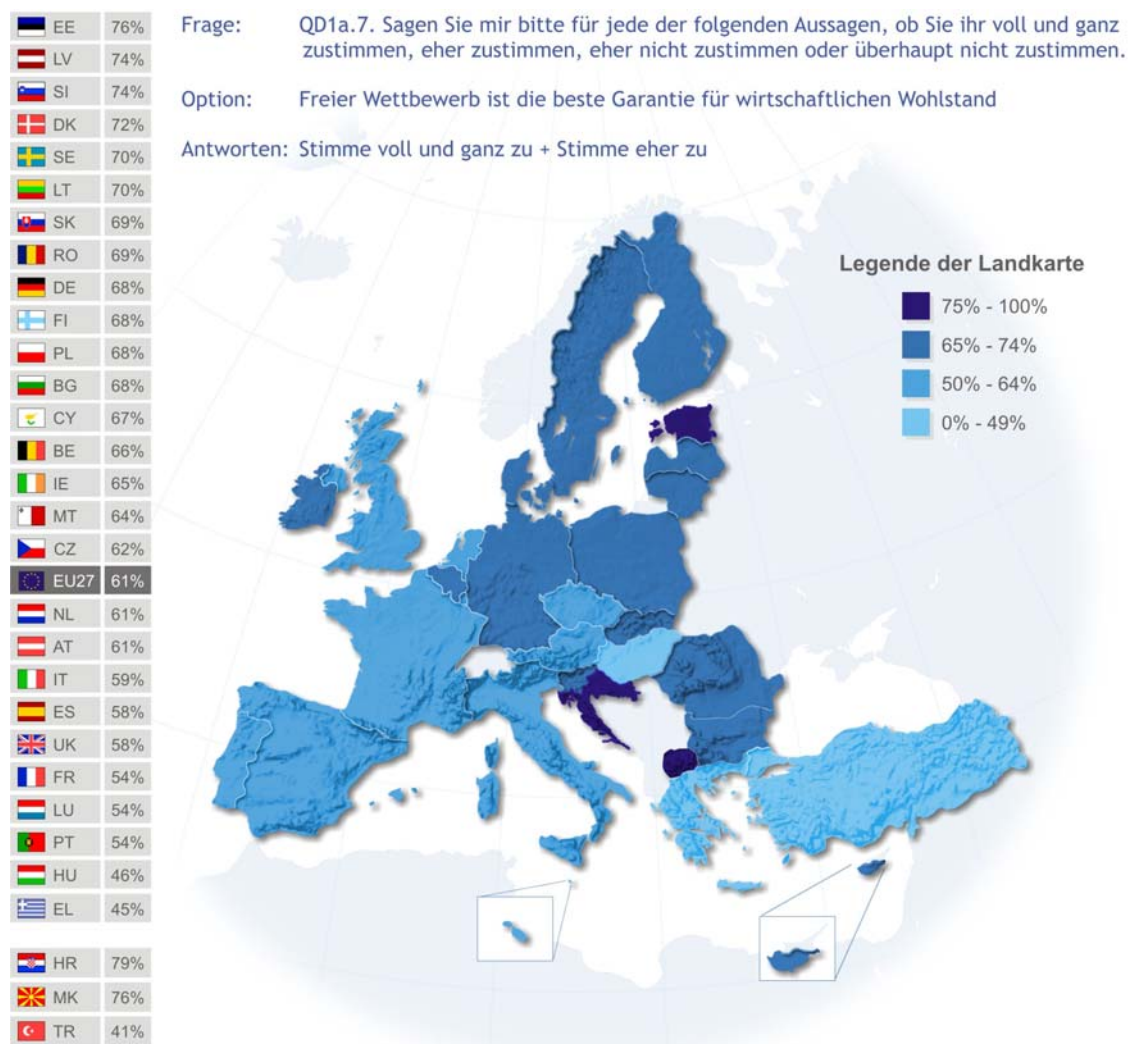 EE 76%
LV 74%
SI 74%
DK 72%
SE 70%
LT 70%
SK 69%
RO 69%
DE 68%
FI 68%
PL 68%
BG 68%
CY 67%
BE 66%
IE 65%
MT 64%
CZ 62%
EU27 61%
NL 61%
AT 61%
IT 59%
ES 58%
UK 58%
FR 54%
LU 54%
PT 54%
HU 46%
EL 45%
HR 79%
MK 76%
TR 41%
Frage: QD1a.7. Sagen Sie mir bitte für jede der folgenden Aussagen, ob Sie ihr voll und ganz
zustimmen, eher zustimmen, eher nicht zustimmen oder überhaupt nicht zustimmen.
Option: Freier Wettbewerb ist die beste Garantie für wirtschaftlichen Wohlstand
Antworten: Stimme voll und ganz zu + Stimme eher zu
Legende der Landkarte
75% - 100%
65% - 74%
50% - 64%
0% - 49%